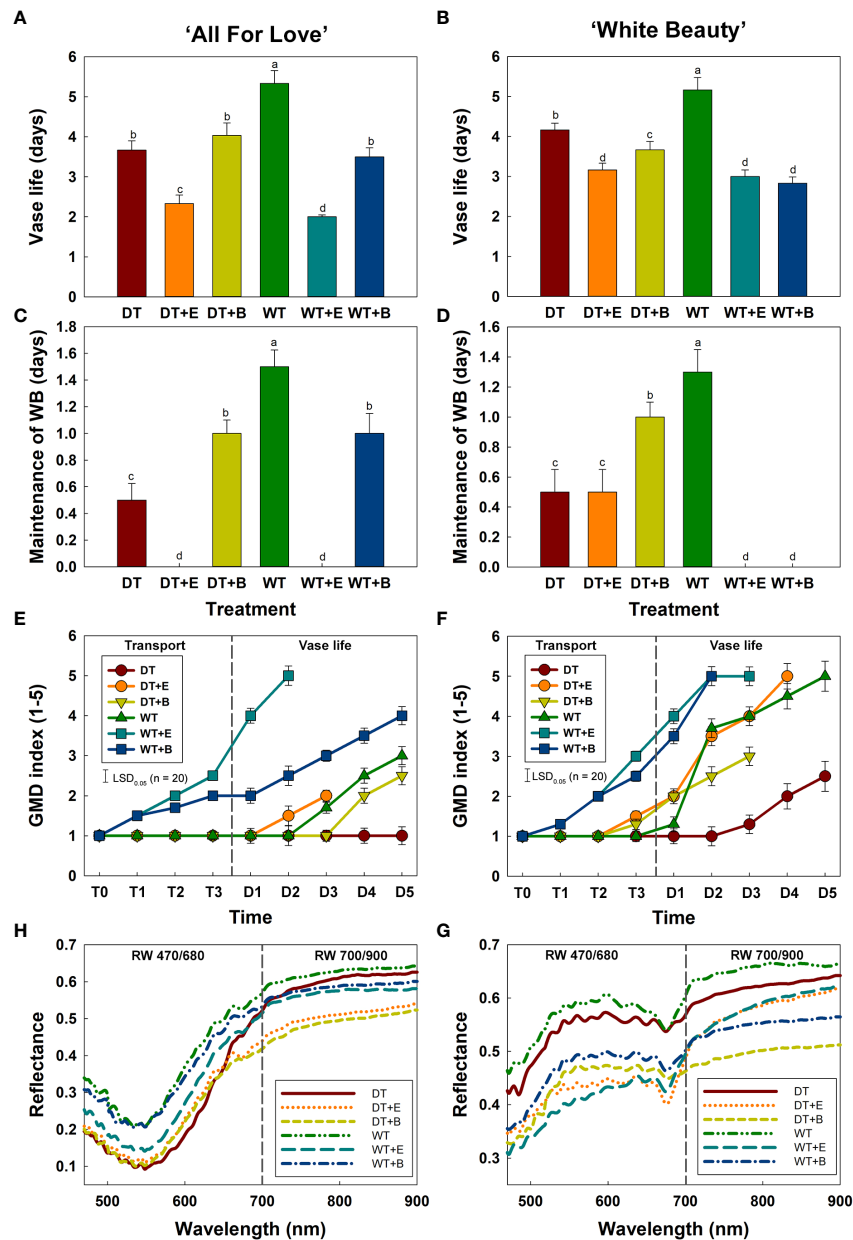 A
'All For Love'
6
5
4
3
2
1
0
Vase life (days)
b
c
b
a
d
b
DT
DT+E
DT+B
WT
WT+E
WT+B
B
'White Beauty'
6
5
4
3
2
1
0
Vase life (days)
b
d
c
a
d
d
DT
DT+E
DT+B
WT
WT+E
WT+B
C
1.8
1.6
1.4
1.2
1.0
0.8
0.6
0.4
0.2
0.0
Maintenance of WB (days)
c
d
b
a
d
b
DT
DT+E
DT+B
WT
WT+E
WT+B
Treatment
D
1.6
1.4
1.2
1.0
0.8
0.6
0.4
0.2
0.0
Maintenance of WB (days)
c
c
b
a
d
d
DT
DT+E
DT+B
WT
WT+E
WT+B
Treatment
E
6
5
4
3
2
1
0
GMD index (1-5)
Transport
Vase life
DT
DT+E
DT+B
WT
WT+E
WT+B
LSD0.05 (n = 20)
T0
T1
T2
T3
D1
D2
D3
D4
D5
Time
F
6
5
4
3
2
1
0
GMD index (1-5)
Transport
Vase life
DT
DT+E
DT+B
WT
WT+E
WT+B
LSD0.05 (n = 20)
T0
T1
T2
T3
D1
D2
D3
D4
D5
Time
H
0.7
0.6
0.5
0.4
0.3
0.2
0.1
Reflectance
RW 470/680
RW 700/900
DT
DT+E
DT+B
WT
WT+E
WT+B
500
600
700
800
900
Wavelength (nm)
G
0.7
0.6
0.5
0.4
0.3
Reflectance
RW 470/680
RW 700/900
DT
DT+E
DT+B
WT
WT+E
WT+B
500
600
700
800
900
Wavelength (nm)